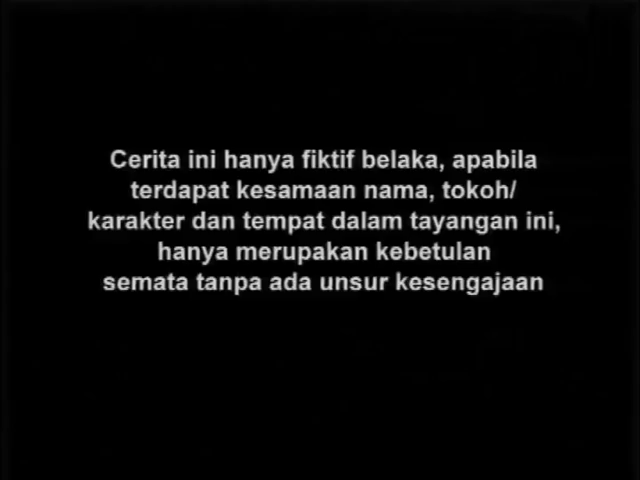 Cerita ini hanya fiktif belaka, apabila
terdapat kesamaan nama, tokoh/
karakter dan tempat dalam tayangan ini,
hanya merupakan kebetulan
semata tanpa ada unsur kesengajaan